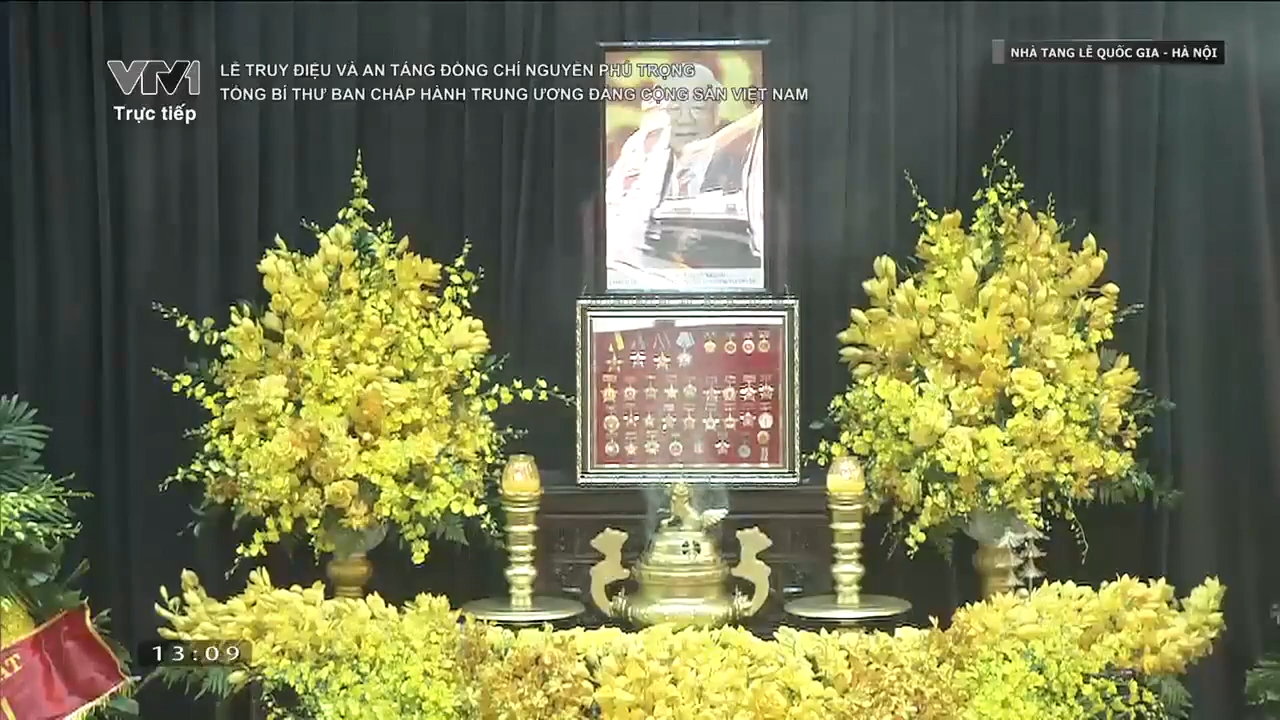 VTV1
Trực tiếp
LỄ TRUY ĐIỆU VÀ AN TÁNG ĐỒNG CHÍ NGUYỄN PHÚ TRỌNG
TỔNG BÍ THƯ BAN CHẤP HÀNH TRUNG ƯƠNG ĐẢNG CỘNG SẢN VIỆT NAM
NHÀ TANG LỄ QUỐC GIA - HÀ NỘI
13:09